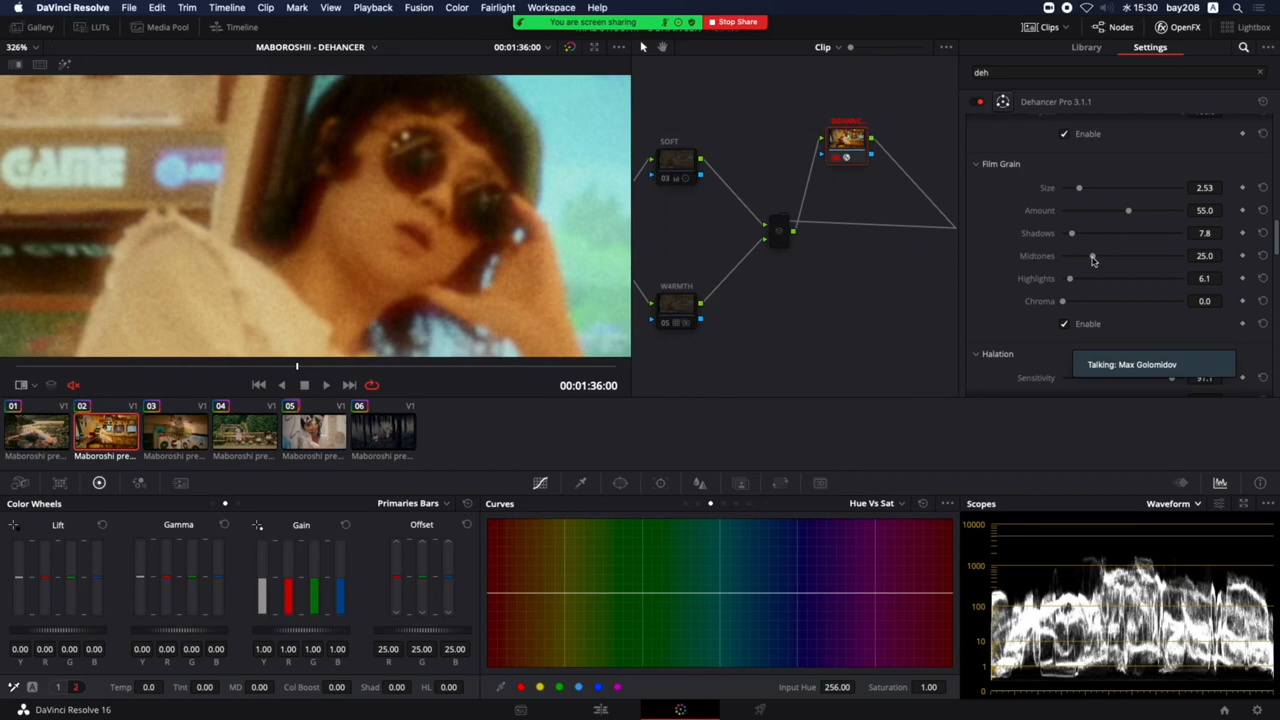 DaVinci Resolve File Edit Trim Timeline Clip Mark View Playback Fusion Color Fairlight Workspace Help 水 15:30 bay208 A
You are screen sharing Stop Share
Gallery LUTs Media Pool Timeline Clips Nodes OpenFX Lightbox
326% MABOROSHII - DEHANCER 00:01:36:00 Clip Library Settings
deh
Dehancer Pro 3.1.1
Enable
Film Grain
Size 2.53
Amount 55.0
Shadows 7.8
Midtones 25.0
Highlights 6.1
Chroma 0.0
Enable
Halation
Talking: Max Golomidov
Sensitivity 91.1
GAME
SOFT
03
W4RMTH
05
00:01:36:00
01 V1 02 V1 03 V1 04 V1 05 V1 06 V1
Maboroshi pre... Maboroshi pre... Maboroshi pre... Maboroshi pre... Maboroshi pre... Maboroshi pre...
Color Wheels Primaries Bars Curves Hue Vs Sat Scopes Waveform
Lift Gamma Gain Offset
10000
1000
100
10
1
0
0.00 0.00 0.00 0.00 0.00 0.00 0.00 0.00 1.00 1.00 1.00 1.00 25.00 25.00 25.00
Y R G B Y R G B Y R G B R G B
A 1 2 Temp 0.0 Tint 0.00 MD 0.00 Col Boost 0.00 Shad 0.00 HL 0.00 Input Hue 256.00 Saturation 1.00
DaVinci Resolve 16